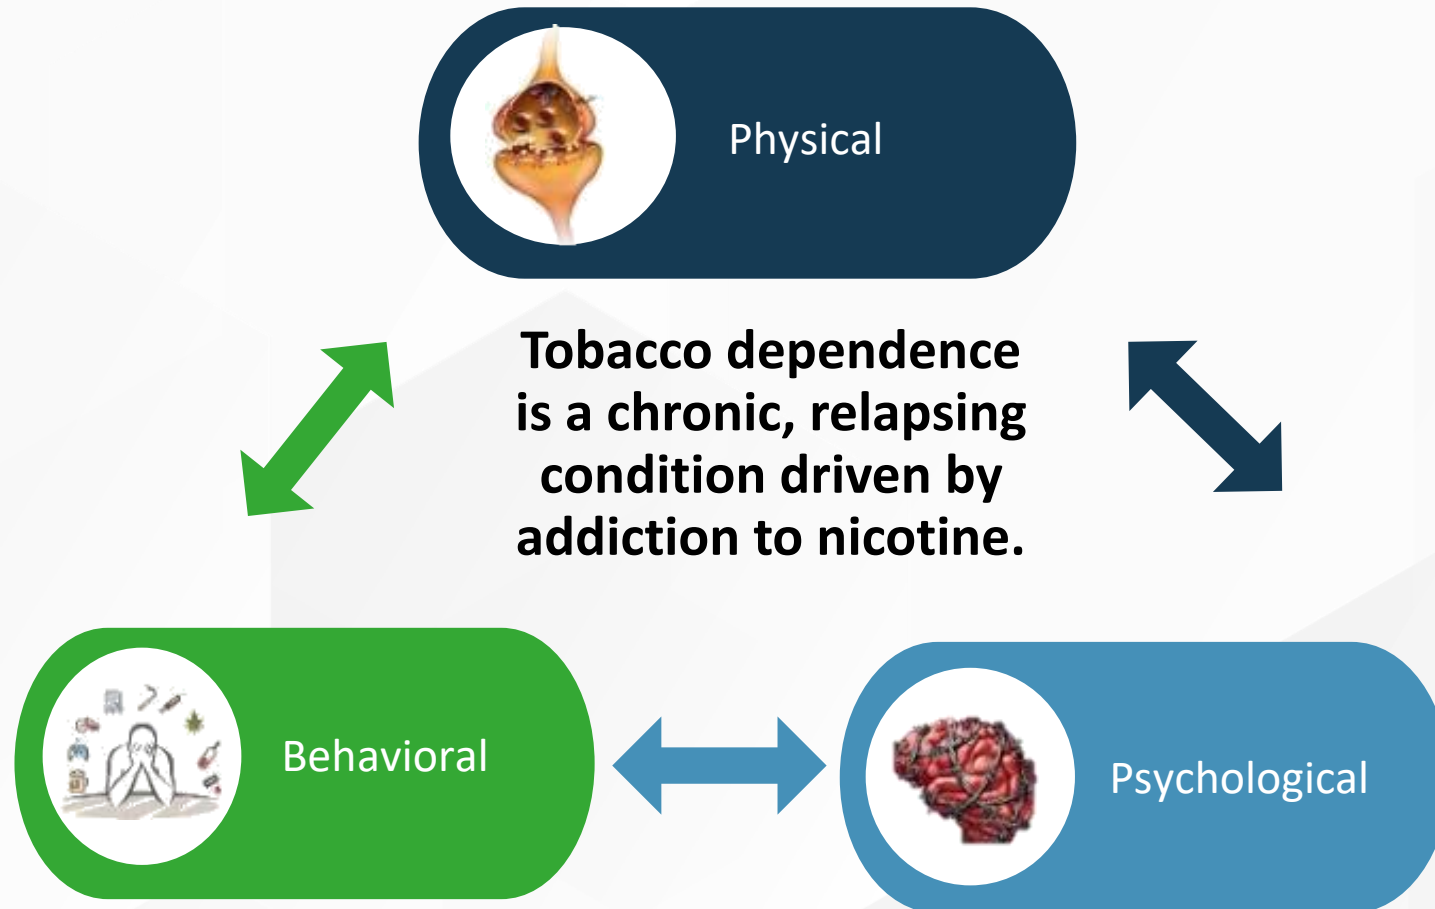 Physical
Tobacco dependence
is a chronic, relapsing
condition driven by
addiction to nicotine.
Behavioral
Psychological